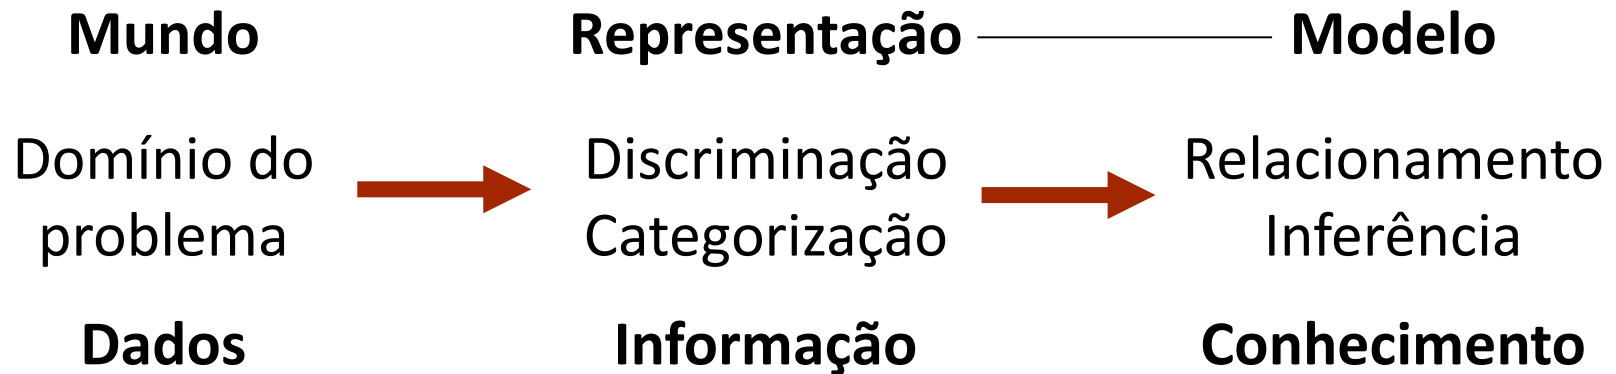 Mundo
Representação
Modelo
Domínio do
problema
Discriminação
Categorização
Relacionamento
Inferência
Dados
Informação
Conhecimento